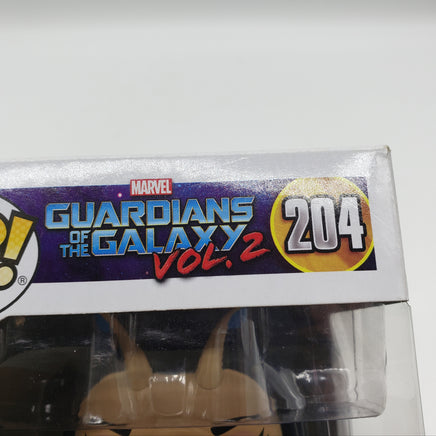 MARVEL
GUARDIANS
OF THE GALAXY
VOL. 2
204
!
®